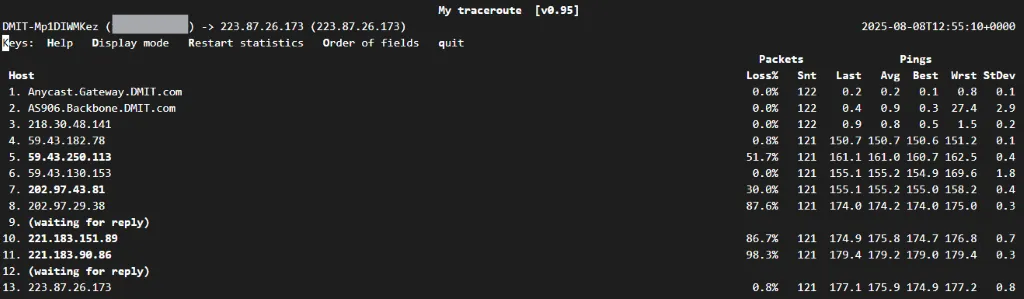 My traceroute [v0.95]
DMIT-Mp1DIWMKez ( ) -> 223.87.26.173 (223.87.26.173) 2025-08-08T12:55:10+0000
Keys: Help Display mode Restart statistics Order of fields quit
Packets Pings
Host Loss% Snt Last Avg Best Wrst StDev
1. Anycast.Gateway.DMIT.com 0.0% 122 0.2 0.2 0.1 0.8 0.1
2. AS906.Backbone.DMIT.com 0.0% 122 0.4 0.9 0.3 27.4 2.9
3. 218.30.48.141 0.0% 122 0.9 0.8 0.5 1.5 0.2
4. 59.43.182.78 0.8% 121 150.7 150.7 150.6 151.2 0.1
5. 59.43.250.113 51.7% 121 161.1 161.0 160.7 162.5 0.4
6. 59.43.130.153 0.0% 121 155.1 155.2 154.9 169.6 1.8
7. 202.97.43.81 30.0% 121 155.1 155.2 155.0 158.2 0.4
8. 202.97.29.38 87.6% 121 174.0 174.2 174.0 175.0 0.3
9. (waiting for reply)
10. 221.183.151.89 86.7% 121 174.9 175.8 174.7 176.8 0.7
11. 221.183.90.86 98.3% 121 179.4 179.2 179.0 179.4 0.3
12. (waiting for reply)
13. 223.87.26.173 0.8% 121 177.1 175.9 174.9 177.2 0.8